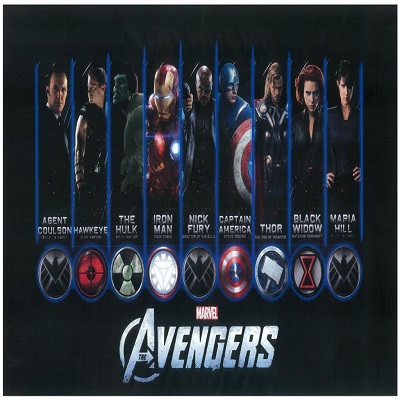 AGENT COULSON
HAWKEYE
THE HULK
IRON MAN
NICK FURY
CAPTAIN AMERICA
THOR
BLACK WIDOW
MARIA HILL
MARVEL
THE AVENGERS